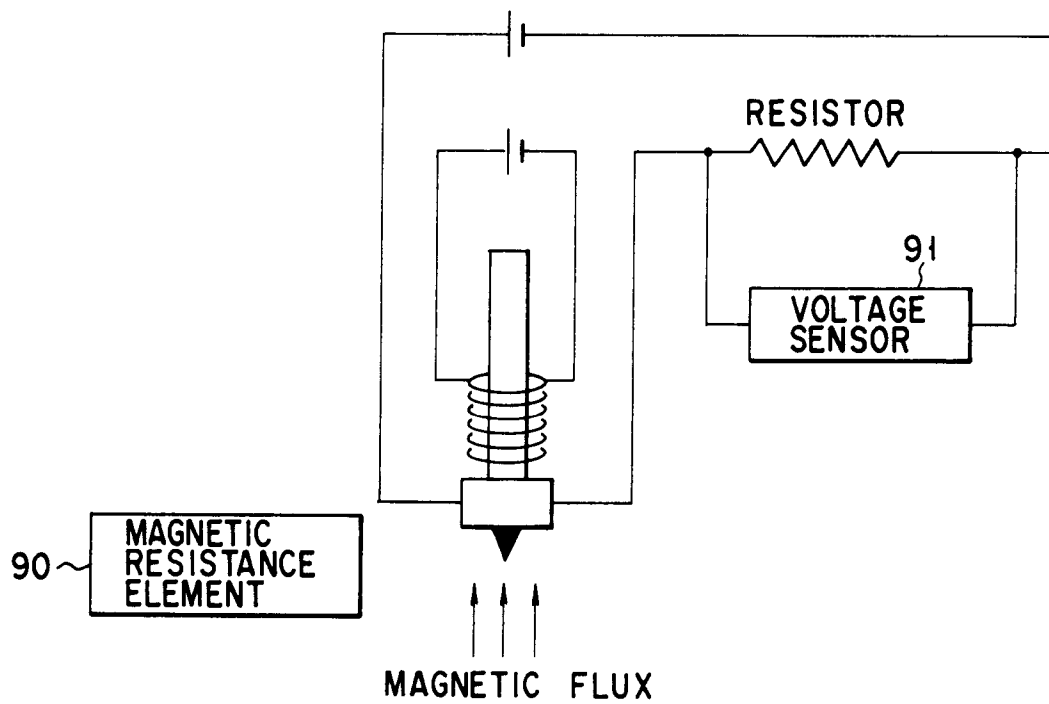 RESISTOR
91
VOLTAGE
SENSOR
90
MAGNETIC
RESISTANCE
ELEMENT
MAGNETIC FLUX